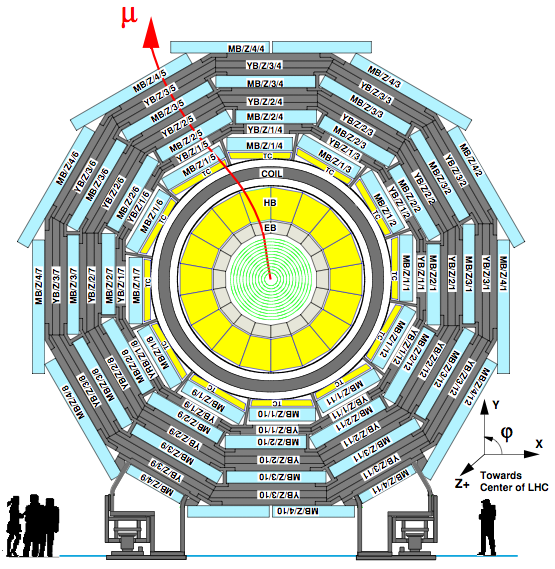 μ
MB/Z/4/4
YB/Z/3/4
MB/Z/3/4
YB/Z/2/4
MB/Z/2/4
YB/Z/1/4
MB/Z/1/4
TC
MB/Z/4/5
YB/Z/3/5
MB/Z/3/5
YB/Z/2/5
MB/Z/2/5
YB/Z/1/5
MB/Z/1/5
TC
MB/Z/4/3
YB/Z/3/3
MB/Z/3/3
YB/Z/2/3
MB/Z/2/3
YB/Z/1/3
MB/Z/1/3
TC
MB/Z/4/6
YB/Z/3/6
MB/Z/3/6
YB/Z/2/6
MB/Z/2/6
YB/Z/1/6
MB/Z/1/6
TC
MB/Z/4/2
YB/Z/3/2
MB/Z/3/2
YB/Z/2/2
MB/Z/2/2
YB/Z/1/2
MB/Z/1/2
TC
COIL
HB
EB
MB/Z/4/7
YB/Z/3/7
MB/Z/3/7
YB/Z/2/7
MB/Z/2/7
YB/Z/1/7
MB/Z/1/7
TC
TC
MB/Z/1/1
YB/Z/1/1
MB/Z/2/1
YB/Z/2/1
MB/Z/3/1
YB/Z/3/1
MB/Z/4/1
MB/Z/4/8
YB/Z/3/8
MB/Z/3/8
YB/Z/2/8
MB/Z/2/8
YB/Z/1/8
MB/Z/1/8
TC
TC
MB/Z/1/12
YB/Z/1/12
MB/Z/2/12
YB/Z/2/12
MB/Z/3/12
YB/Z/3/12
MB/Z/4/12
TC
MB/Z/1/9
YB/Z/1/9
MB/Z/2/9
YB/Z/2/9
MB/Z/3/9
YB/Z/3/9
MB/Z/4/9
TC
MB/Z/1/10
YB/Z/1/10
MB/Z/2/10
YB/Z/2/10
MB/Z/3/10
YB/Z/3/10
MB/Z/4/10
TC
MB/Z/1/11
YB/Z/1/11
MB/Z/2/11
YB/Z/2/11
MB/Z/3/11
YB/Z/3/11
MB/Z/4/11
Y
φ
X
Z+
Towards
Center of LHC